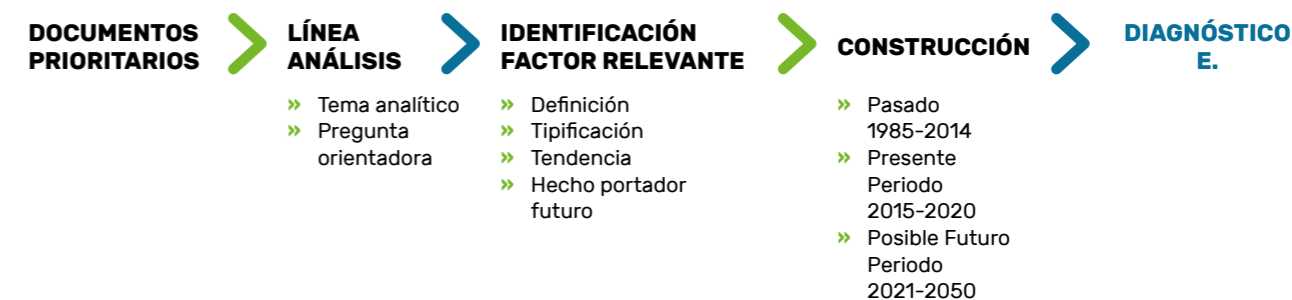 DOCUMENTOS
PRIORITARIOS
LÍNEA
ANÁLISIS
» Tema analítico
» Pregunta
orientadora
IDENTIFICACIÓN
FACTOR RELEVANTE
» Definición
» Tipificación
» Tendencia
» Hecho portador
futuro
CONSTRUCCIÓN
» Pasado
1985-2014
» Presente
Periodo
2015-2020
» Posible Futuro
Periodo
2021-2050
DIAGNÓSTICO
E.